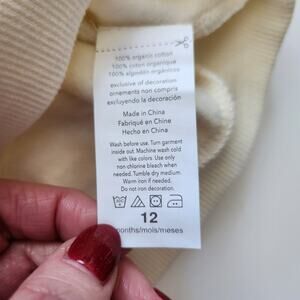 100% organic cotton
100% coton organique
100% algodón orgánicos
exclusive of decoration
ornements non compris
excluyendo la decoración
Made in China
Fabriqué en Chine
Hecho en China
Wash before use. Turn garment
inside out. Machine wash cold
with like colors. Use only
non chlorine bleach when
needed. Tumble dry medium.
Warm iron if needed.
Do not iron decoration.
12
months/mois/meses